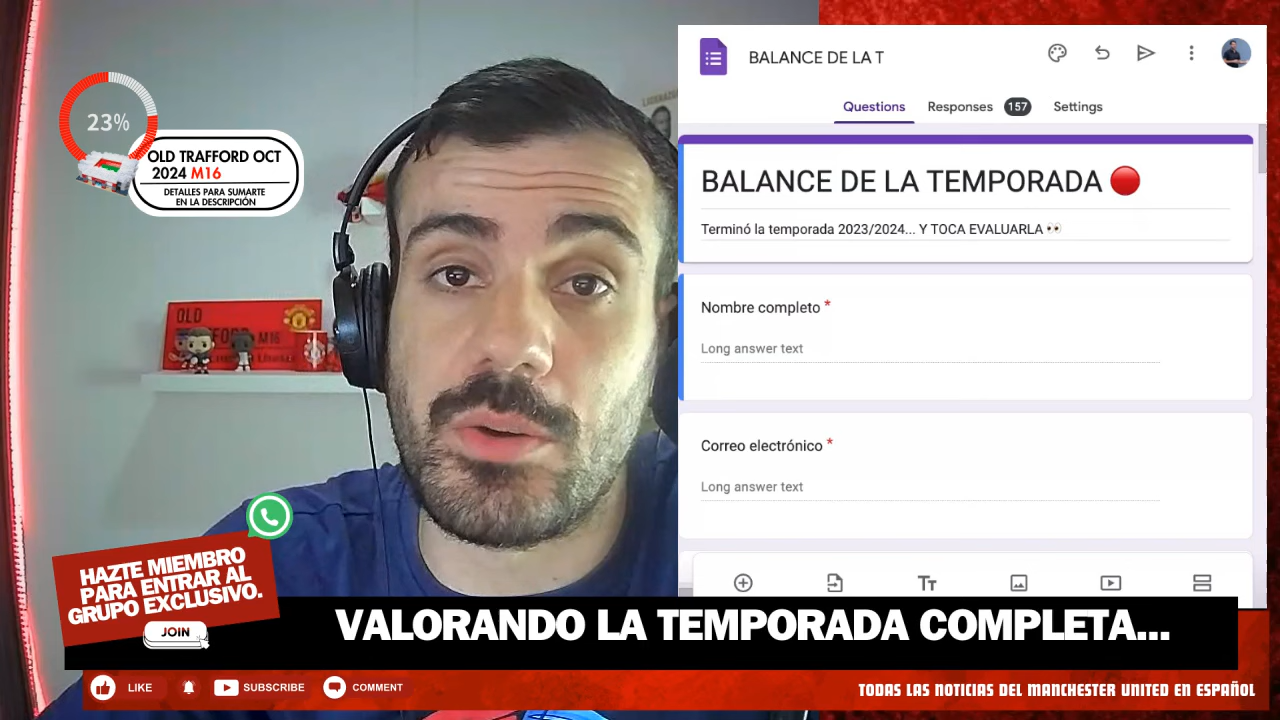 23%
OLD TRAFFORD OCT
2024 M16
DETALLES PARA SUMARTE
EN LA DESCRIPCIÓN
OLD
TRAFFORD M16
HAZTE MIEMBRO
PARA ENTRAR AL
GRUPO EXCLUSIVO.
JOIN
BALANCE DE LA T
Questions Responses 157 Settings
BALANCE DE LA TEMPORADA 🔴
Terminó la temporada 2023/2024... Y TOCA EVALUARLA 👀
Nombre completo *
Long answer text
Correo electrónico *
Long answer text
VALORANDO LA TEMPORADA COMPLETA...
LIKE SUBSCRIBE COMMENT
TODAS LAS NOTICIAS DEL MANCHESTER UNITED EN ESPAÑOL